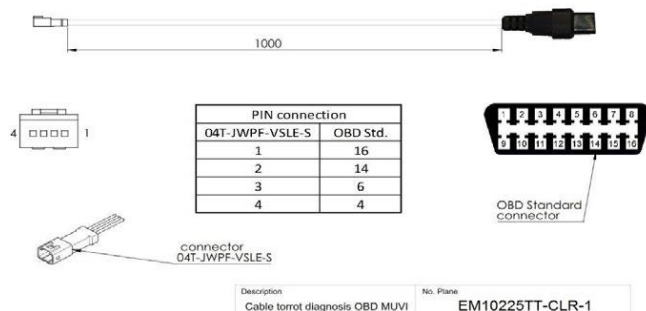 1000
4 1
PIN connection
04T-JWPF-VSLE-S OBD Std.
1 16
2 14
3 6
4 4
1 2 3 4 5 6 7 8
9 10 11 12 13 14 15 16
OBD Standard
connector
connector
04T-JWPF-VSLE-S
Description No. Plane
Cable torrot diagnosis OBD MUVI EM10225TT-CLR-1